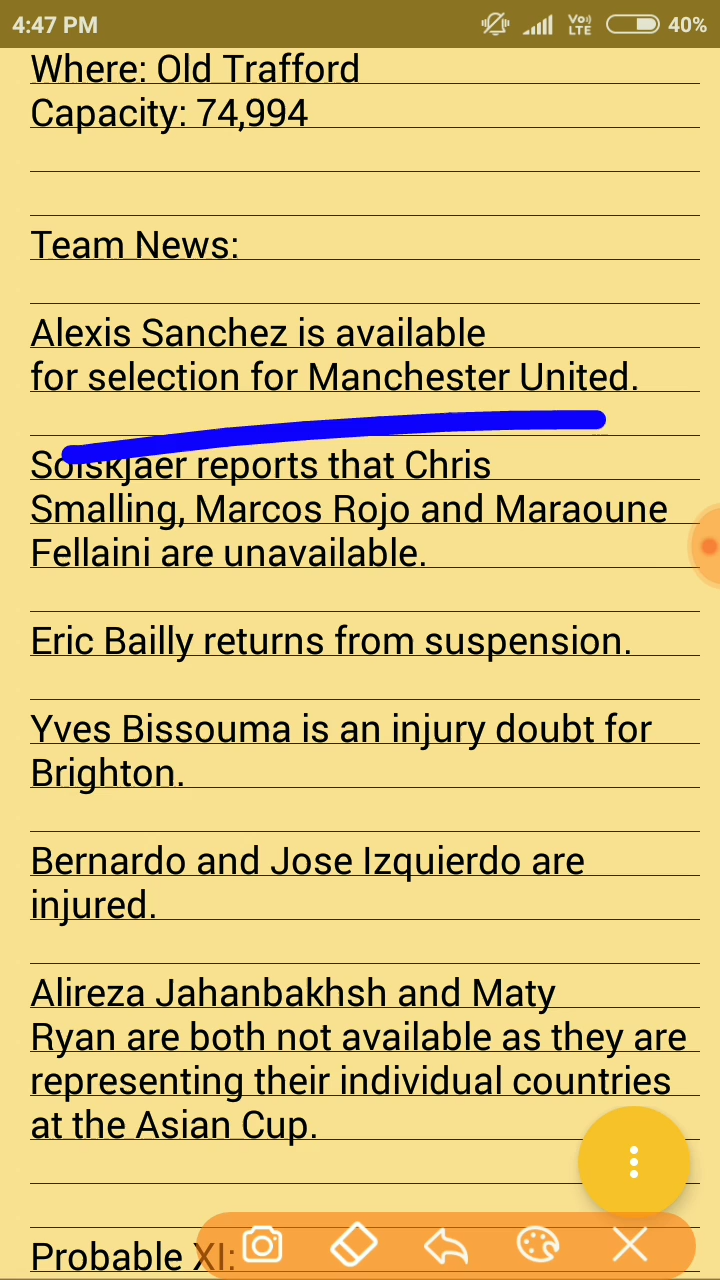 4:47 PM
Vo))
LTE
40%
Where: Old Trafford
Capacity: 74,994
Team News:
Alexis Sanchez is available
for selection for Manchester United.
Solskjaer reports that Chris
Smalling, Marcos Rojo and Maraoune
Fellaini are unavailable.
Eric Bailly returns from suspension.
Yves Bissouma is an injury doubt for
Brighton.
Bernardo and Jose Izquierdo are
injured.
Alireza Jahanbakhsh and Maty
Ryan are both not available as they are
representing their individual countries
at the Asian Cup.
Probable XI: